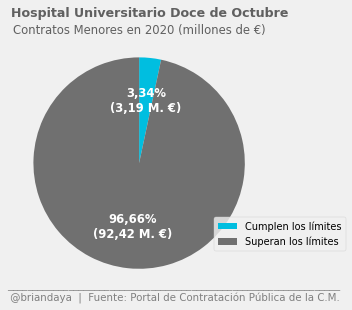 Hospital Universitario Doce de Octubre
Contratos Menores en 2020 (millones de €)
3,34%
(3,19 M. €)
96,66%
(92,42 M. €)
Cumplen los límites
Superan los límites
@briandaya | Fuente: Portal de Contratación Pública de la C.M.